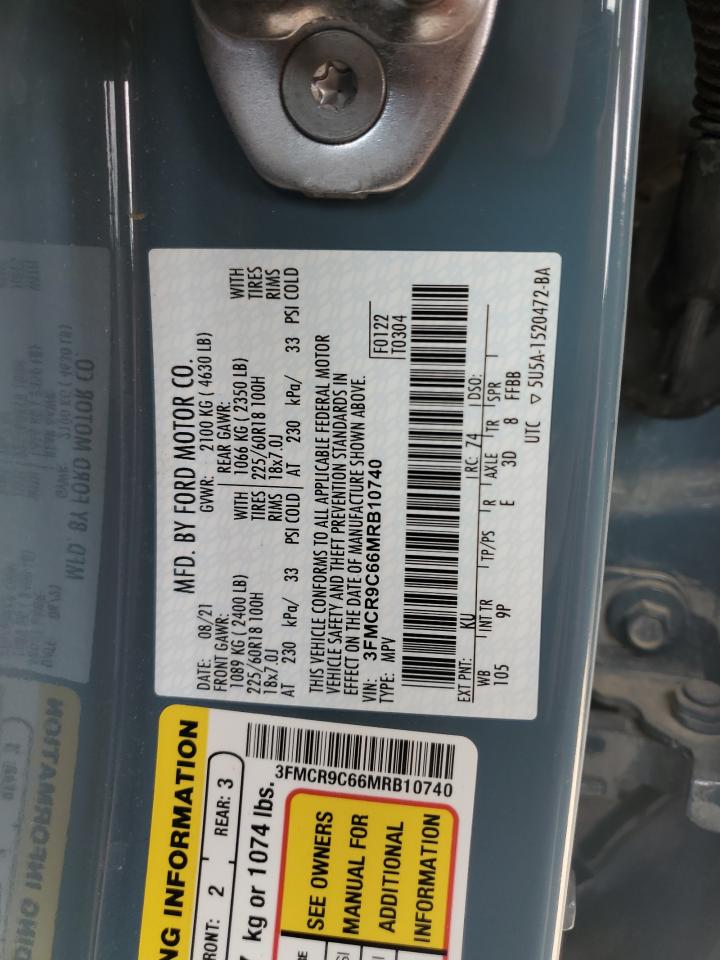 MFD. BY FORD MOTOR CO.
DATE: 08/21 GVWR: 2100 KG ( 4630 LB)
FRONT GAWR: REAR GAWR:
1089 KG ( 2400 LB) WITH 1066 KG ( 2350 LB) WITH
225/60R18 100H TIRES 225/60R18 100H TIRES
18x7.0J RIMS 18x7.0J RIMS
AT 230 kPa/ 33 PSI COLD AT 230 kPa/ 33 PSI COLD
THIS VEHICLE CONFORMS TO ALL APPLICABLE FEDERAL MOTOR
VEHICLE SAFETY AND THEFT PREVENTION STANDARDS IN
EFFECT ON THE DATE OF MANUFACTURE SHOWN ABOVE.
VIN: 3FMCR9C66MRB10740
TYPE: MPV
F0122
T0304
EXT PNT: KU RC: 74 DSO:
WB INT TR TP/PS R AXLE TR SPR
105 9P E 3D 8 FFBB
UTC ▽ 5U5A-1520472-BA
NG INFORMATION
RONT: 2 REAR: 3
kg or 1074 lbs.
3FMCR9C66MRB10740
SEE OWNERS
MANUAL FOR
ADDITIONAL
INFORMATION